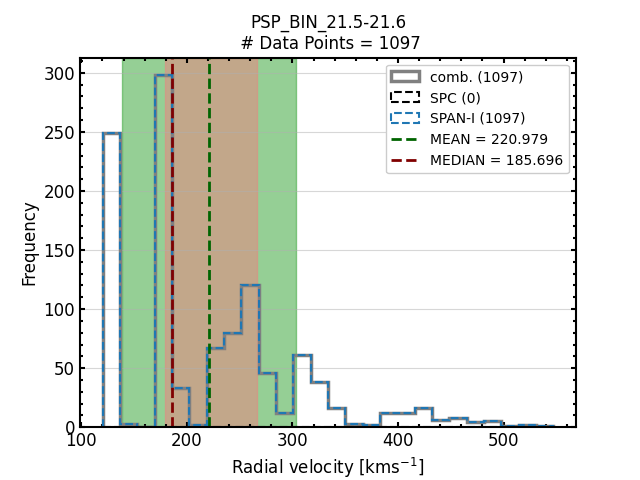 PSP_BIN_21.5-21.6
# Data Points = 1097
comb. (1097)
SPC (0)
SPAN-I (1097)
MEAN = 220.979
MEDIAN = 185.696
Frequency
300
250
200
150
100
50
0
100 200 300 400 500
Radial velocity [kms⁻¹]